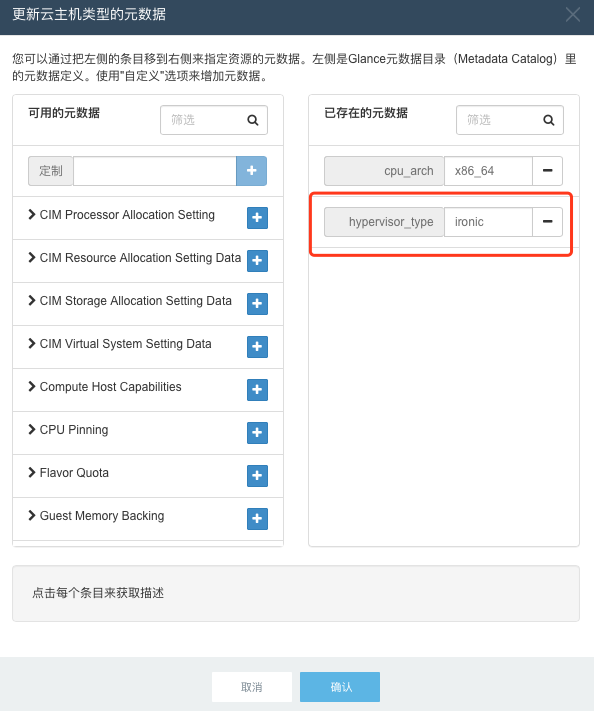 更新云主机类型的元数据
您可以通过把左侧的条目移到右侧来指定资源的元数据。左侧是Glance元数据目录（Metadata Catalog）里
的元数据定义。使用"自定义"选项来增加元数据。
可用的元数据
筛选
定制
CIM Processor Allocation Setting
CIM Resource Allocation Setting Data
CIM Storage Allocation Setting Data
CIM Virtual System Setting Data
Compute Host Capabilities
CPU Pinning
Flavor Quota
Guest Memory Backing
已存在的元数据
筛选
cpu_arch x86_64
hypervisor_type ironic
点击每个条目来获取描述
取消
确认